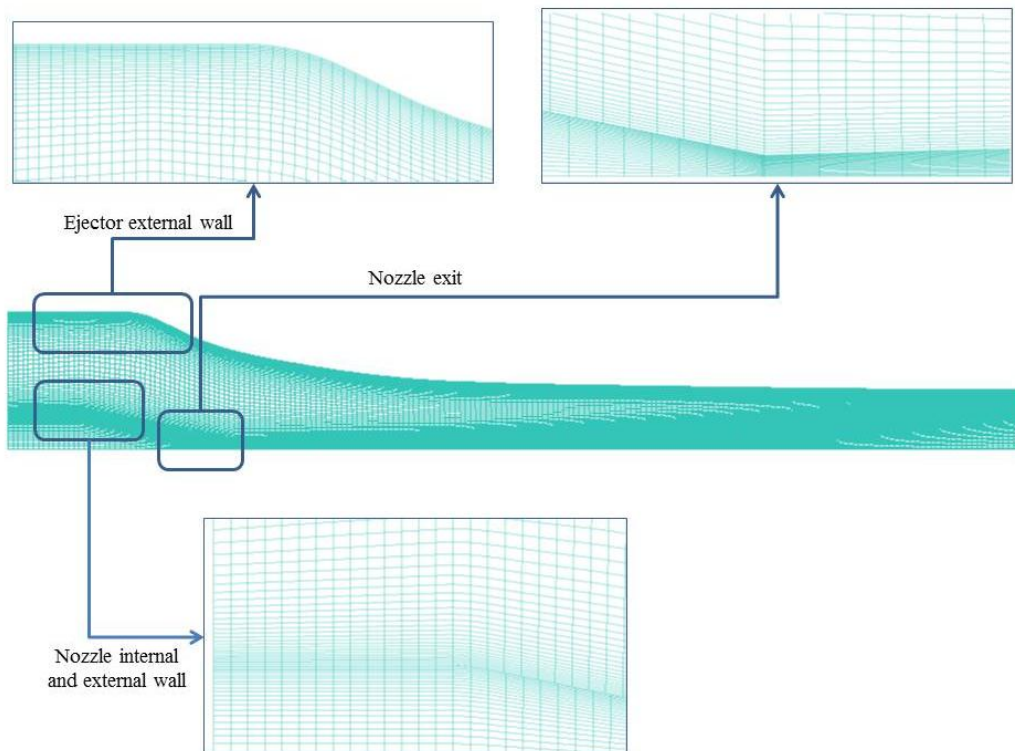 Ejector external wall
Nozzle exit
Nozzle internal
and external wall